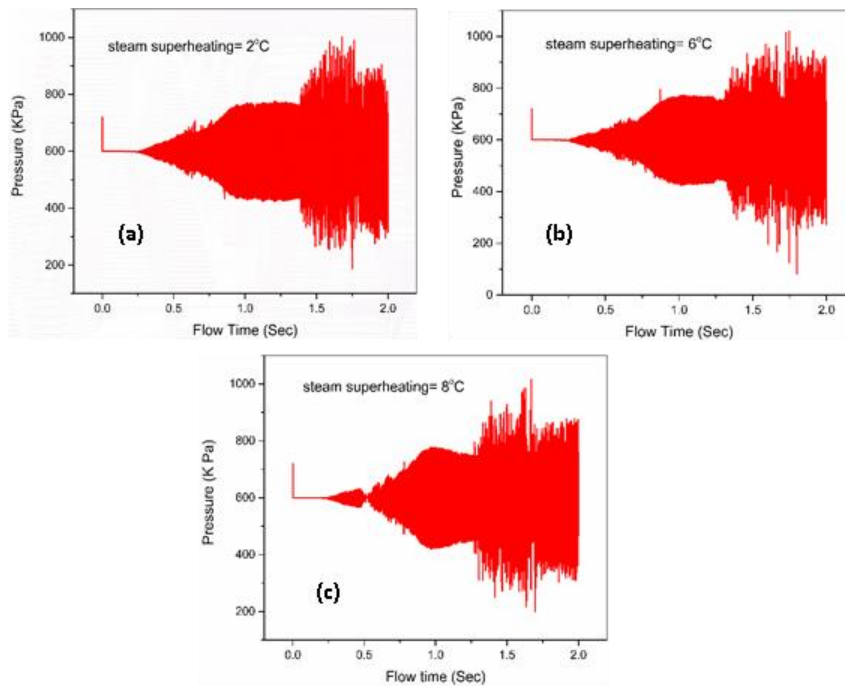 steam superheating= 2°C
1000
800
600
400
200
Pressure (KPa)
(a)
0.0 0.5 1.0 1.5 2.0
Flow Time (Sec)
steam superheating= 6°C
1000
800
600
400
200
0
Pressure (KPa)
(b)
0.0 0.5 1.0 1.5 2.0
Flow Time (Sec)
steam superheating= 8°C
1000
800
600
400
200
Pressure (K Pa)
(c)
0.0 0.5 1.0 1.5 2.0
Flow time (Sec)